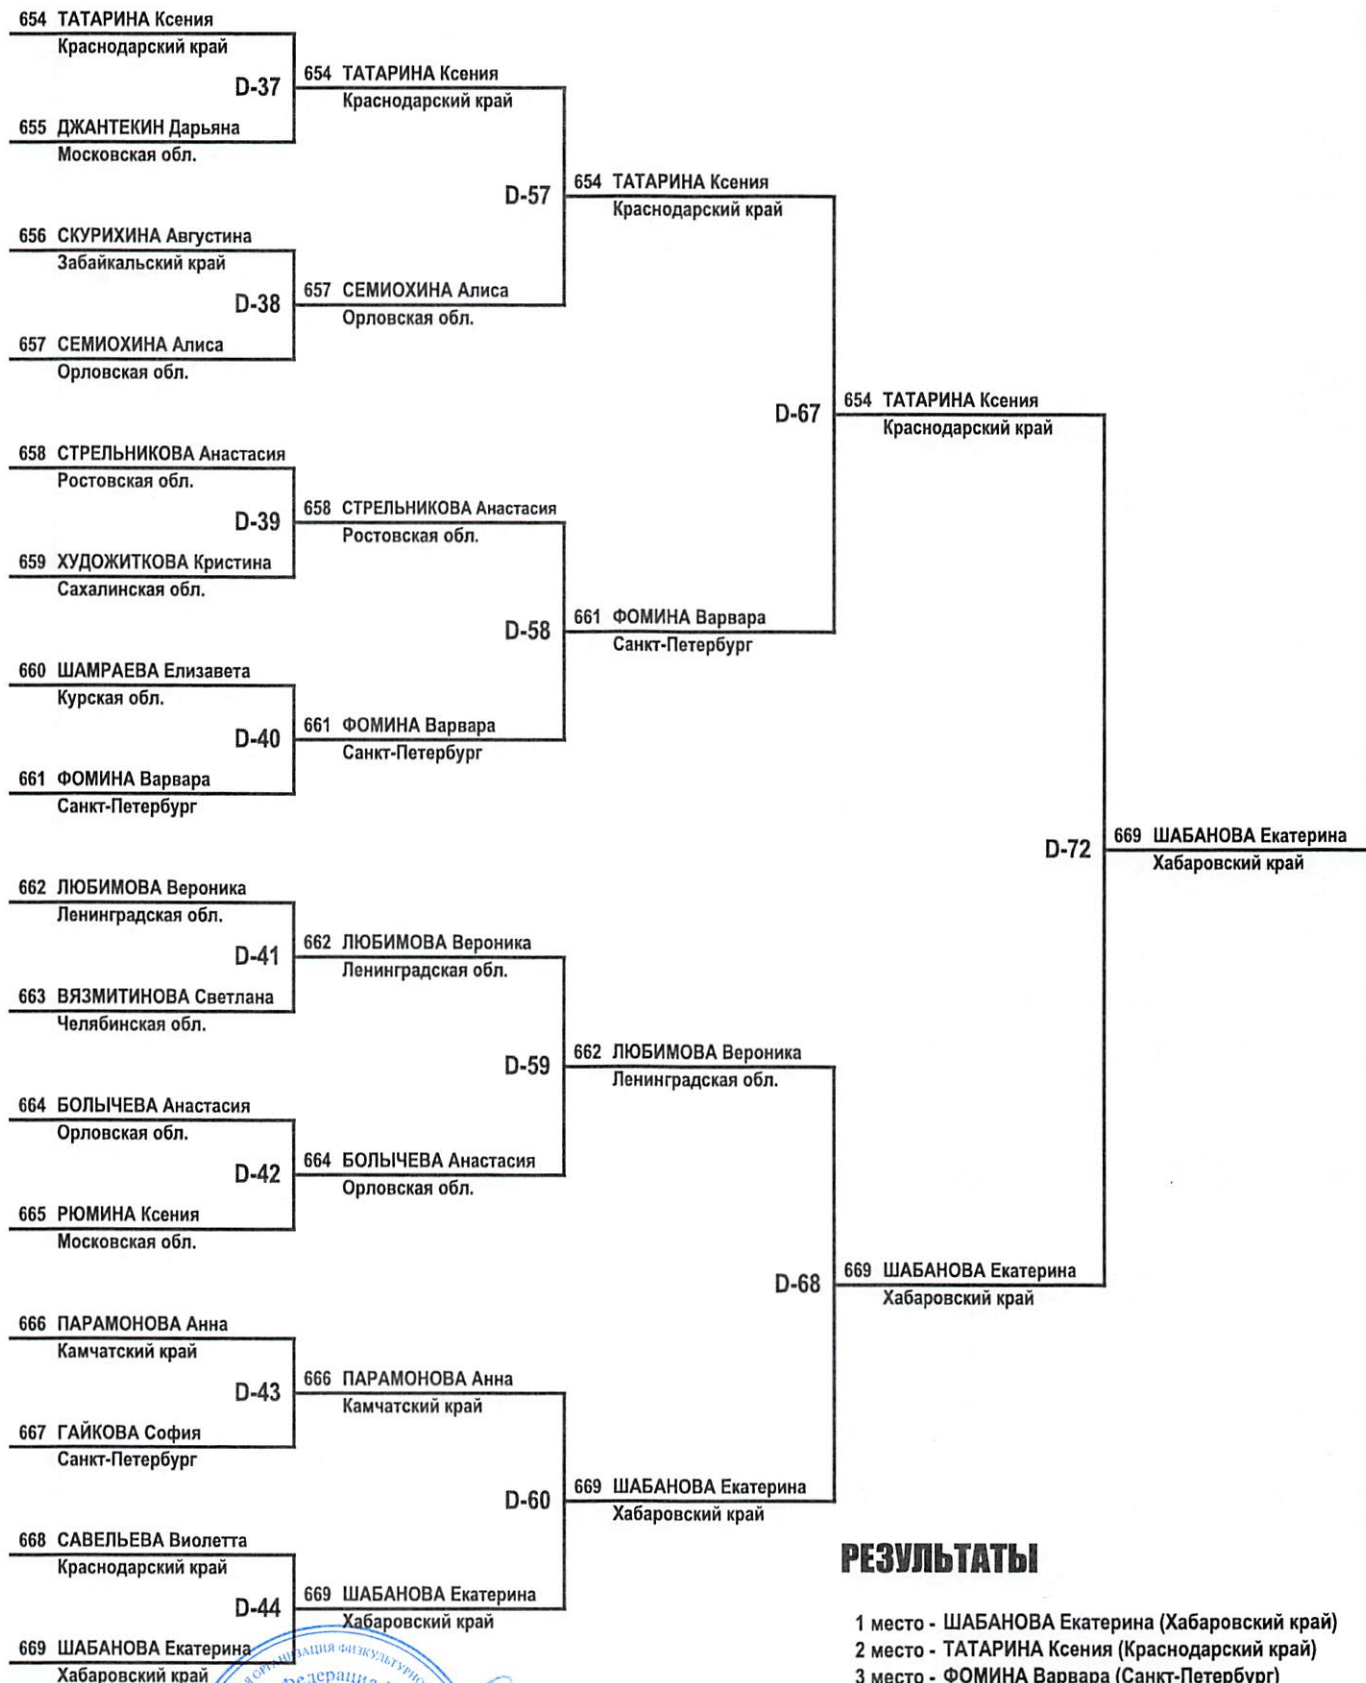 654 ТАТАРИНА Ксения
Краснодарский край
D-37
655 ДЖАНТЕКИН Дарьяна
Московская обл.
656 СКУРИХИНА Августина
Забайкальский край
D-38
657 СЕМИОХИНА Алиса
Орловская обл.
658 СТРЕЛЬНИКОВА Анастасия
Ростовская обл.
D-39
659 ХУДОЖИТКОВА Кристина
Сахалинская обл.
660 ШАМРАЕВА Елизавета
Курская обл.
D-40
661 ФОМИНА Варвара
Санкт-Петербург
662 ЛЮБИМОВА Вероника
Ленинградская обл.
D-41
663 ВЯЗМИТИНОВА Светлана
Челябинская обл.
664 БОЛЫЧЕВА Анастасия
Орловская обл.
D-42
665 РЮМИНА Ксения
Московская обл.
666 ПАРАМОНОВА Анна
Камчатский край
D-43
667 ГАЙКОВА София
Санкт-Петербург
668 САВЕЛЬЕВА Виолетта
Краснодарский край
D-44
669 ШАБАНОВА Екатерина
Хабаровский край
654 ТАТАРИНА Ксения
Краснодарский край
D-57
657 СЕМИОХИНА Алиса
Орловская обл.
658 СТРЕЛЬНИКОВА Анастасия
Ростовская обл.
D-58
661 ФОМИНА Варвара
Санкт-Петербург
662 ЛЮБИМОВА Вероника
Ленинградская обл.
D-59
664 БОЛЫЧЕВА Анастасия
Орловская обл.
666 ПАРАМОНОВА Анна
Камчатский край
D-60
669 ШАБАНОВА Екатерина
Хабаровский край
654 ТАТАРИНА Ксения
Краснодарский край
D-67
661 ФОМИНА Варвара
Санкт-Петербург
662 ЛЮБИМОВА Вероника
Ленинградская обл.
D-68
669 ШАБАНОВА Екатерина
Хабаровский край
654 ТАТАРИНА Ксения
Краснодарский край
D-72
669 ШАБАНОВА Екатерина
Хабаровский край
669 ШАБАНОВА Екатерина
Хабаровский край
РЕЗУЛЬТАТЫ
1 место - ШАБАНОВА Екатерина (Хабаровский край)
2 место - ТАТАРИНА Ксения (Краснодарский край)
3 место - ФОМИНА Варвара (Санкт-Петербург)